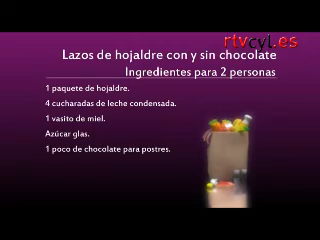 rtvcyl.es
Lazos de hojaldre con y sin chocolate
Ingredientes para 2 personas
1 paquete de hojaldre.
4 cucharadas de leche condensada.
1 vasito de miel.
Azúcar glas.
1 poco de chocolate para postres.